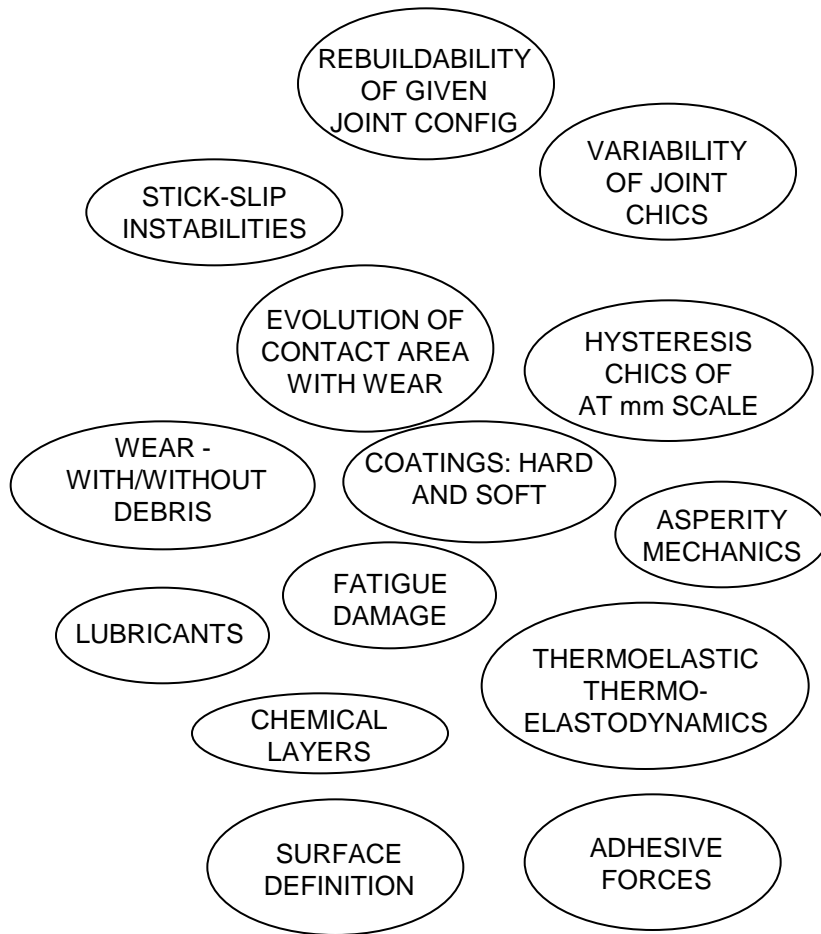 REBUILDABILITY
OF GIVEN
JOINT CONFIG
VARIABILITY
OF JOINT
CHICS
STICK-SLIP
INSTABILITIES
EVOLUTION OF
CONTACT AREA
WITH WEAR
HYSTERESIS
CHICS OF
AT mm SCALE
WEAR -
WITH/WITHOUT
DEBRIS
COATINGS: HARD
AND SOFT
ASPERITY
MECHANICS
FATIGUE
DAMAGE
LUBRICANTS
THERMOELASTIC
THERMO-
ELASTODYNAMICS
CHEMICAL
LAYERS
SURFACE
DEFINITION
ADHESIVE
FORCES